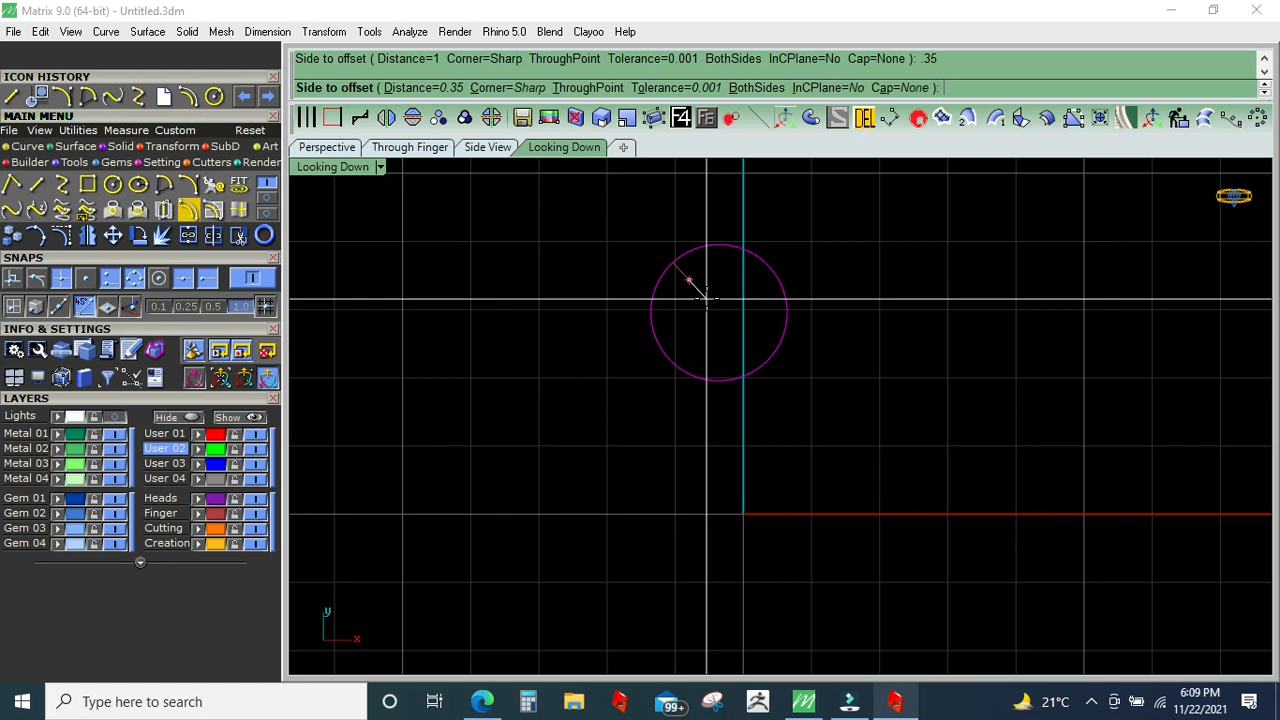 Matrix 9.0 (64-bit) - Untitled.3dm
File Edit View Curve Surface Solid Mesh Dimension Transform Tools Analyze Render Rhino 5.0 Blend Clayoo Help
Side to offset ( Distance=1 Corner=Sharp ThroughPoint Tolerance=0.001 BothSides InCPlane=No Cap=None ): .35
Side to offset ( Distance=0.35 Corner=Sharp ThroughPoint Tolerance=0.001 BothSides InCPlane=No Cap=None ):
ICON HISTORY
MAIN MENU
File View Utilities Measure Custom Reset
Curve Surface Solid Transform SubD Art
Builder Tools Gems Setting Cutters Render
F4 F6 DEL
Perspective Through Finger Side View Looking Down
Looking Down
FIT
SNAPS
45°
0.1 0.25 0.5 1.0
INFO & SETTINGS
LAYERS
Lights Hide Show
Metal 01 User 01
Metal 02 User 02
Metal 03 User 03
Metal 04 User 04
Gem 01 Heads
Gem 02 Finger
Gem 03 Cutting
Gem 04 Creation
y
x
Type here to search
99+
21°C
6:09 PM
11/22/2021